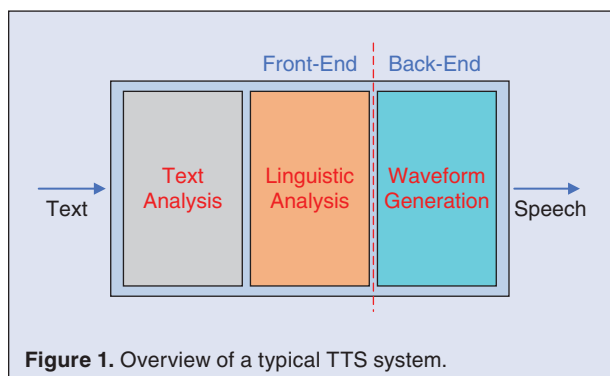 Front-End Back-End
Text
Analysis
Linguistic
Analysis
Waveform
Generation
Text
Speech
Figure 1. Overview of a typical TTS system.